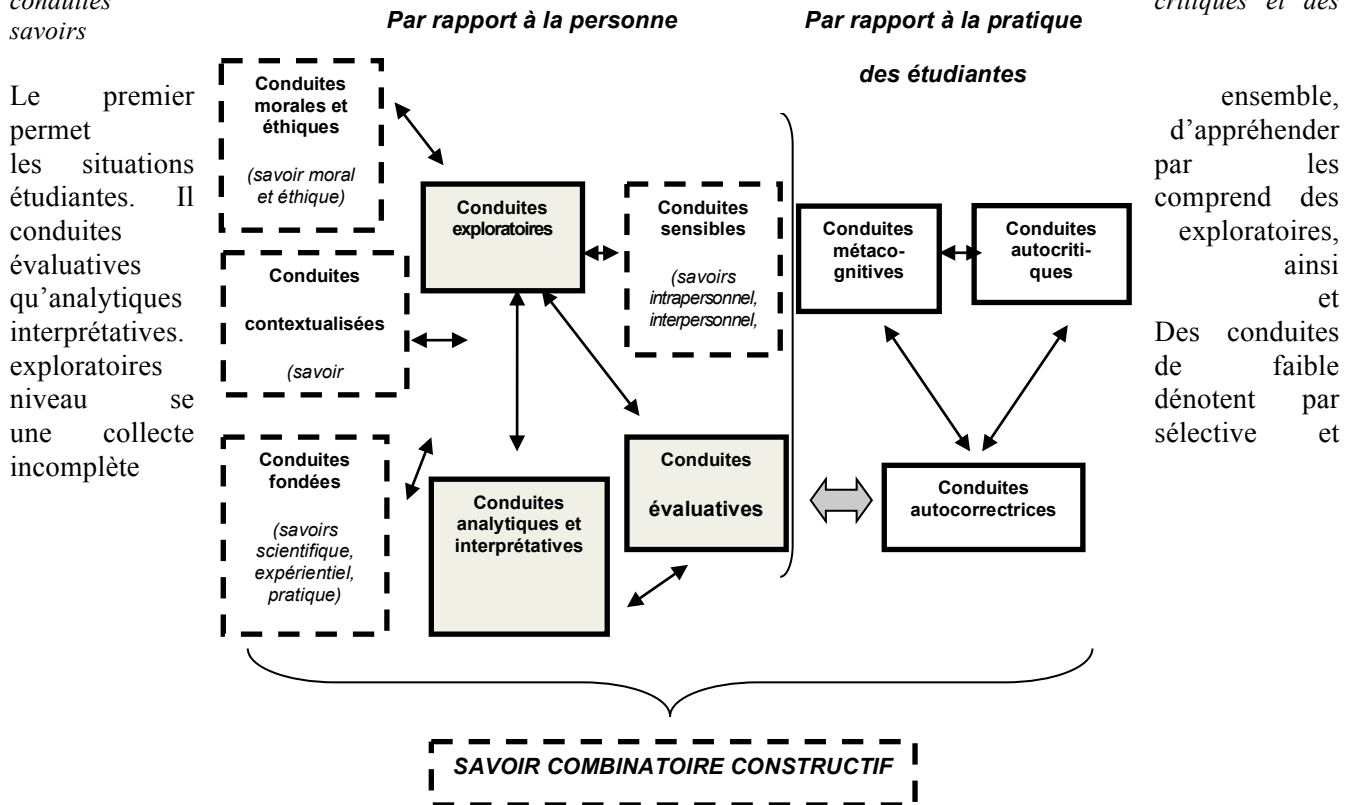 conduites critiques et des
savoirs
Par rapport à la personne
Par rapport à la pratique
des étudiantes
Le premier ensemble,
permet d’appréhender
les situations par les
étudiantes. Il comprend des
conduites exploratoires,
évaluatives ainsi
qu’analytiques et
interprétatives. Des conduites
exploratoires de faible
niveau se dénotent par
une collecte sélective et
incomplète
Conduites
morales et
éthiques
(savoir moral
et éthique)
Conduites
exploratoires
Conduites
sensibles
(savoirs
intrapersonnel,
interpersonnel,
Conduites
métaco-
gnitives
Conduites
autocriti-
ques
Conduites
contextualisées
(savoir
Conduites
fondées
(savoirs
scientifique,
expérientiel,
pratique)
Conduites
analytiques et
interprétatives
Conduites
évaluatives
Conduites
autocorrectrices
SAVOIR COMBINATOIRE CONSTRUCTIF